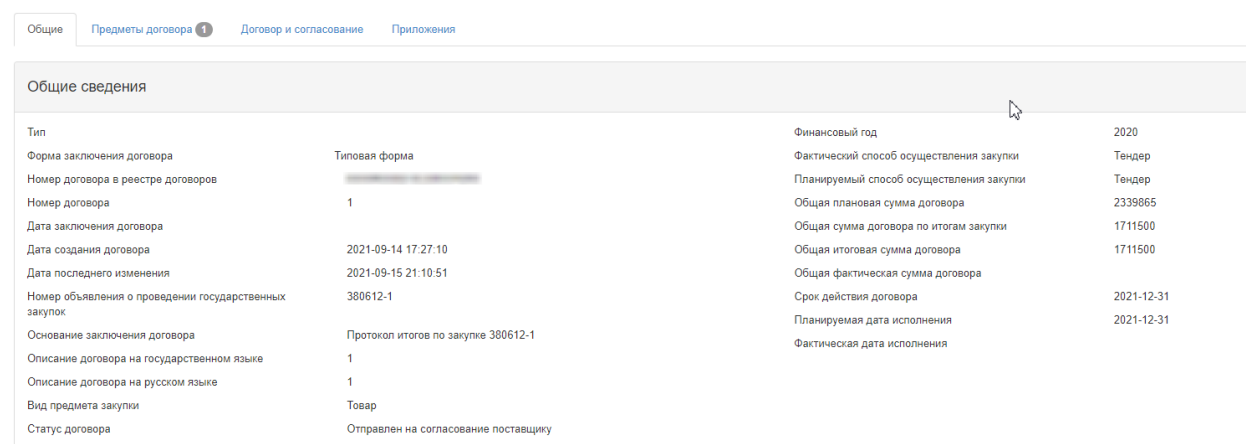 Общие Предметы договора 1 Договор и согласование Приложения
Общие сведения
Тип
Форма заключения договора Типовая форма
Номер договора в реестре договоров
Номер договора 1
Дата заключения договора
Дата создания договора 2021-09-14 17:27:10
Дата последнего изменения 2021-09-15 21:10:51
Номер объявления о проведении государственных 380612-1
закупок
Основание заключения договора Протокол итогов по закупке 380612-1
Описание договора на государственном языке 1
Описание договора на русском языке 1
Вид предмета закупки Товар
Статус договора Отправлен на согласование поставщику
Финансовый год 2020
Фактический способ осуществления закупки Тендер
Планируемый способ осуществления закупки Тендер
Общая плановая сумма договора 2339865
Общая сумма договора по итогам закупки 1711500
Общая итоговая сумма договора 1711500
Общая фактическая сумма договора
Срок действия договора 2021-12-31
Планируемая дата исполнения 2021-12-31
Фактическая дата исполнения